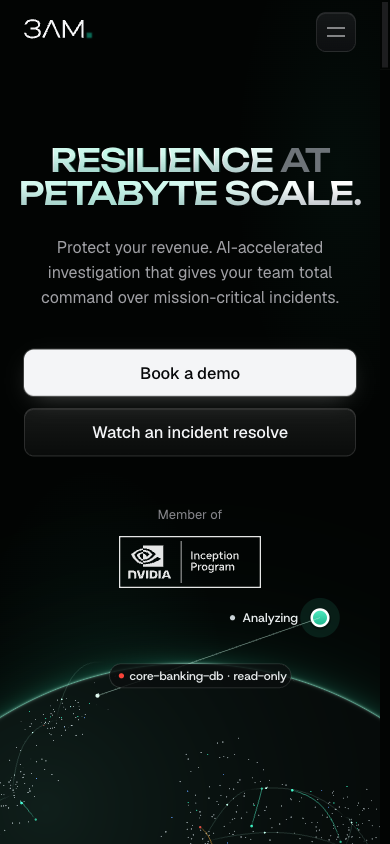 3AM.
RESILIENCE AT
PETABYTE SCALE.
Protect your revenue. AI-accelerated
investigation that gives your team total
command over mission-critical incidents.
Book a demo
Watch an incident resolve
Member of
NVIDIA
Inception
Program
Analyzing
core-banking-db · read-only